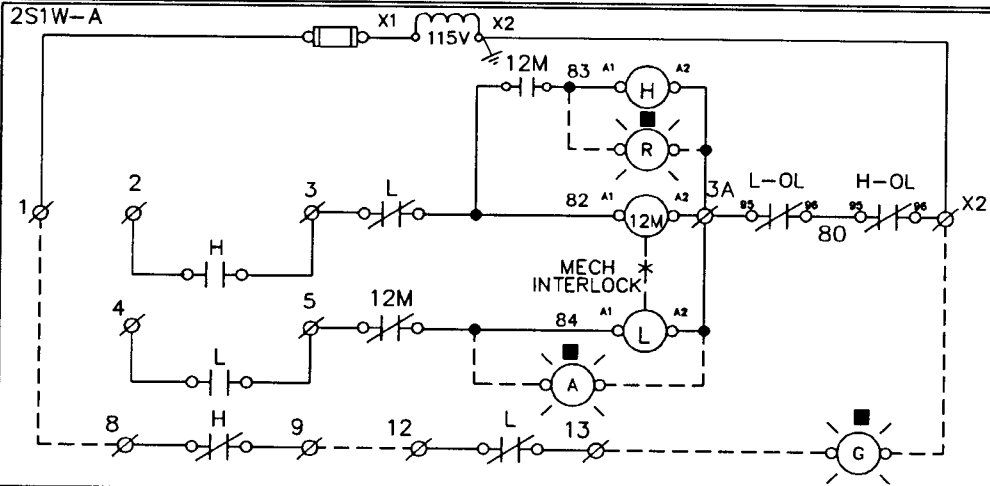 2S1W-A
X1 X2
115V
12M 83 A1 A2
H
R
1 2 3 L 82 A1 A2 3A L-OL H-OL X2
12M 95 96 80 95 96
H
MECH
INTERLOCK
4 5 12M 84 A1 A2
L
L
A
8 H 9 12 L 13
G